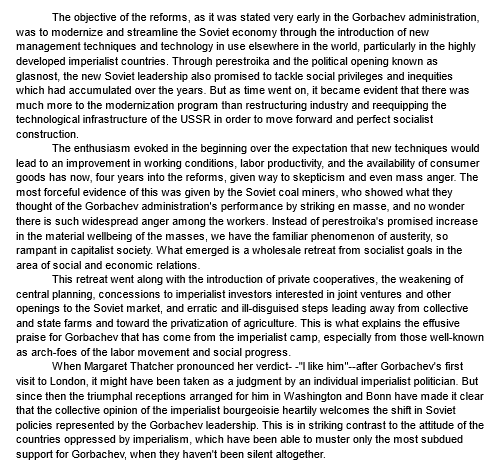 The objective of the reforms, as it was stated very early in the Gorbachev administration,
was to modernize and streamline the Soviet economy through the introduction of new
management techniques and technology in use elsewhere in the world, particularly in the highly
developed imperialist countries. Through perestroika and the political opening known as
glasnost, the new Soviet leadership also promised to tackle social privileges and inequities
which had accumulated over the years. But as time went on, it became evident that there was
much more to the modernization program than restructuring industry and reequipping the
technological infrastructure of the USSR in order to move forward and perfect socialist
construction.
The enthusiasm evoked in the beginning over the expectation that new techniques would
lead to an improvement in working conditions, labor productivity, and the availability of consumer
goods has now, four years into the reforms, given way to skepticism and even mass anger. The
most forceful evidence of this was given by the Soviet coal miners, who showed what they
thought of the Gorbachev administration's performance by striking en masse, and no wonder
there is such widespread anger among the workers. Instead of perestroika's promised increase
in the material wellbeing of the masses, we have the familiar phenomenon of austerity, so
rampant in capitalist society. What emerged is a wholesale retreat from socialist goals in the
area of social and economic relations.
This retreat went along with the introduction of private cooperatives, the weakening of
central planning, concessions to imperialist investors interested in joint ventures and other
openings to the Soviet market, and erratic and ill-disguised steps leading away from collective
and state farms and toward the privatization of agriculture. This is what explains the effusive
praise for Gorbachev that has come from the imperialist camp, especially from those well-known
as arch-foes of the labor movement and social progress.
When Margaret Thatcher pronounced her verdict- -"I like him"--after Gorbachev's first
visit to London, it might have been taken as a judgment by an individual imperialist politician. But
since then the triumphal receptions arranged for him in Washington and Bonn have made it clear
that the collective opinion of the imperialist bourgeoisie heartily welcomes the shift in Soviet
policies represented by the Gorbachev leadership. This is in striking contrast to the attitude of the
countries oppressed by imperialism, which have been able to muster only the most subdued
support for Gorbachev, when they haven't been silent altogether.